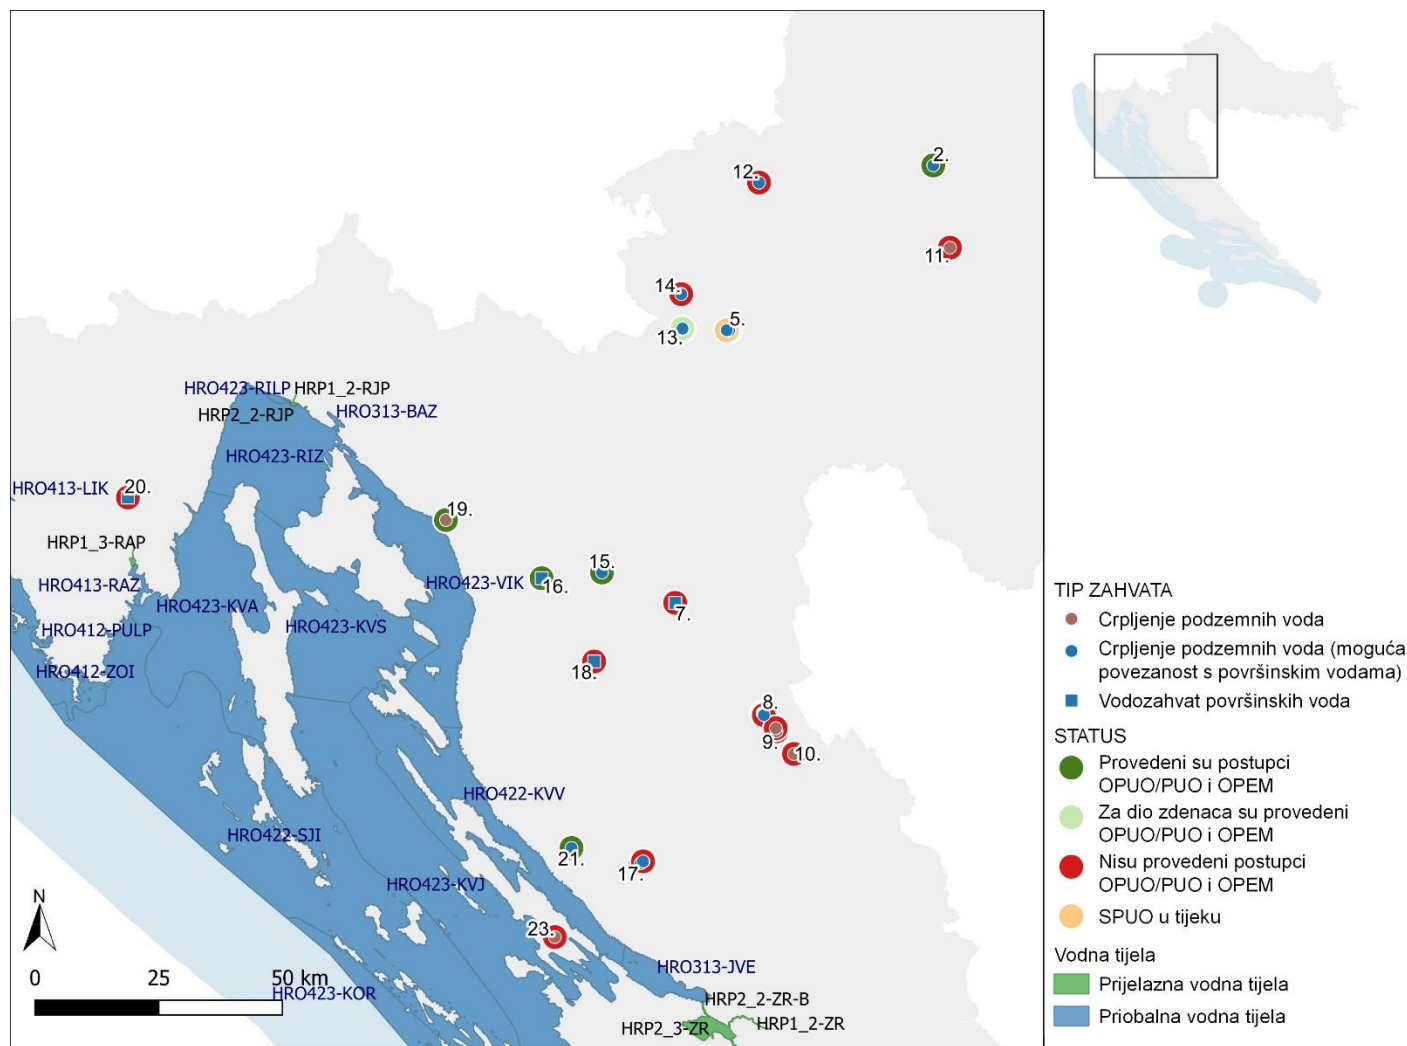 2.
12.
11.
14.
13.
5.
HRO423-RILP
HRP1_2-RJP
HRP2_2-RJP
HRO313-BAZ
HRO423-RIZ
HRO413-LIK
20.
19.
HRP1_3-RAP
HRO413-RAZ
HRO423-VIK
16.
15.
HRO423-KVA
7.
HRO412-PULP
HRO423-KVS
HRO412-ZOI
18.
8.
9.
10.
HRO422-KVV
HRO422-SJI
21.
17.
HRO423-KVJ
23.
HRO313-JVE
HRO423-KOR
HRP2_2-ZR-B
HRP2_3-ZR
HRP1_2-ZR
N
0 25 50 km
TIP ZAHVATA
Crpljenje podzemnih voda
Crpljenje podzemnih voda (moguća
povezanost s površinskim vodama)
Vodozahvat površinskih voda
STATUS
Provedeni su postupci
OPUO/PUO i OPEM
Za dio zdenaca su provedeni
OPUO/PUO i OPEM
Nisu provedeni postupci
OPUO/PUO i OPEM
SPUO u tijeku
Vodna tijela
Prijelazna vodna tijela
Priobalna vodna tijela